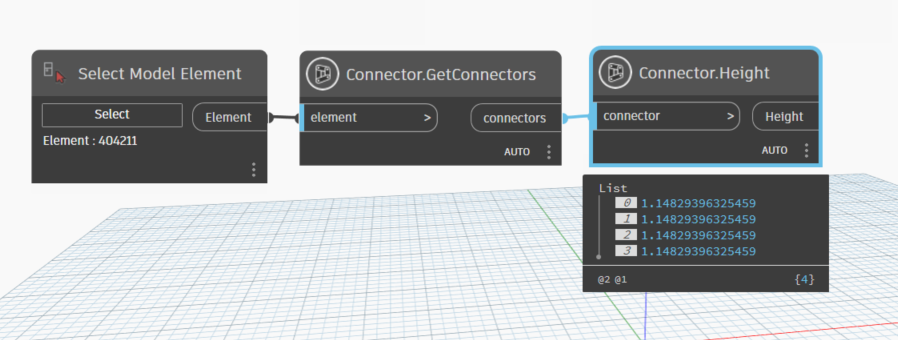 Select Model Element
Select
Element
Element : 404211
Connector.GetConnectors
element >
connectors
AUTO
Connector.Height
connector >
Height
AUTO
List
0 1.14829396325459
1 1.14829396325459
2 1.14829396325459
3 1.14829396325459
@2 @1 {4}